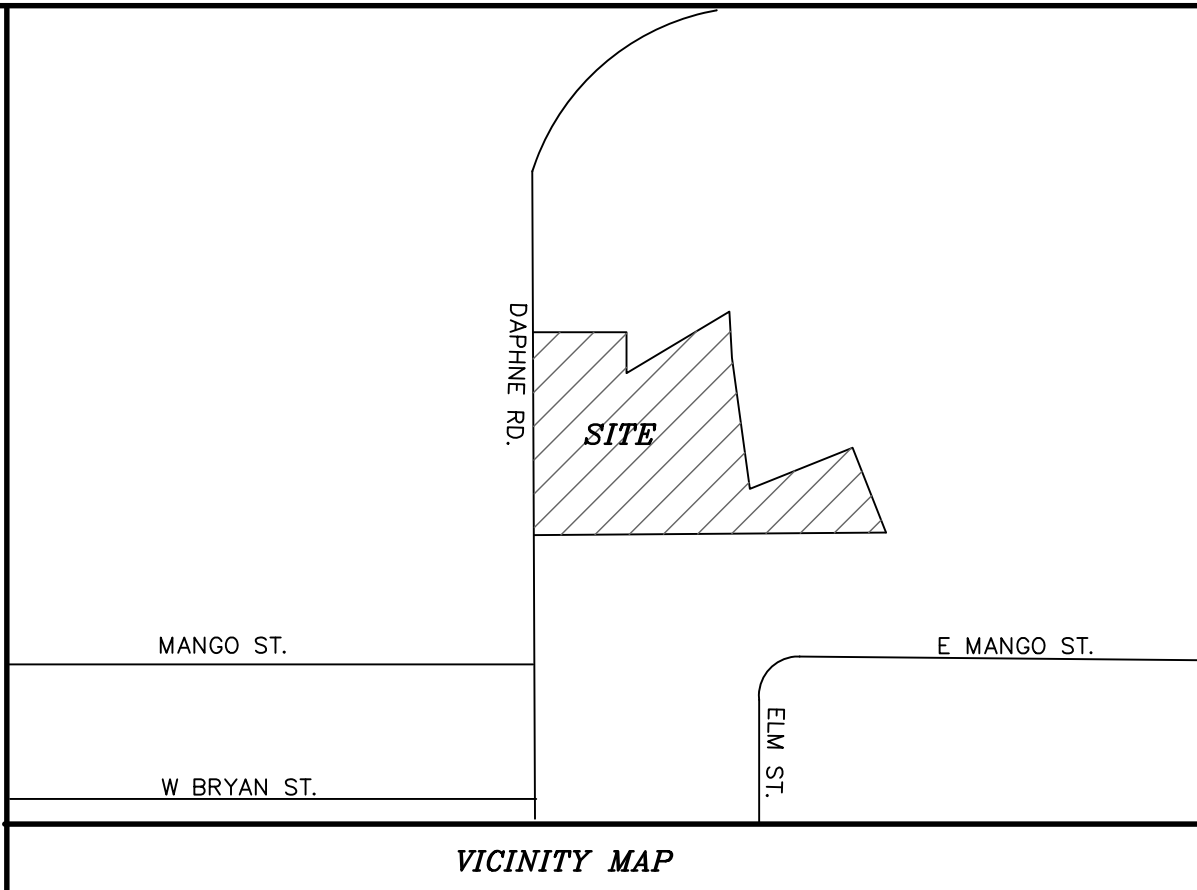 DAPHNE RD.
SITE
MANGO ST.
E MANGO ST.
ELM ST.
W BRYAN ST.
VICINITY MAP